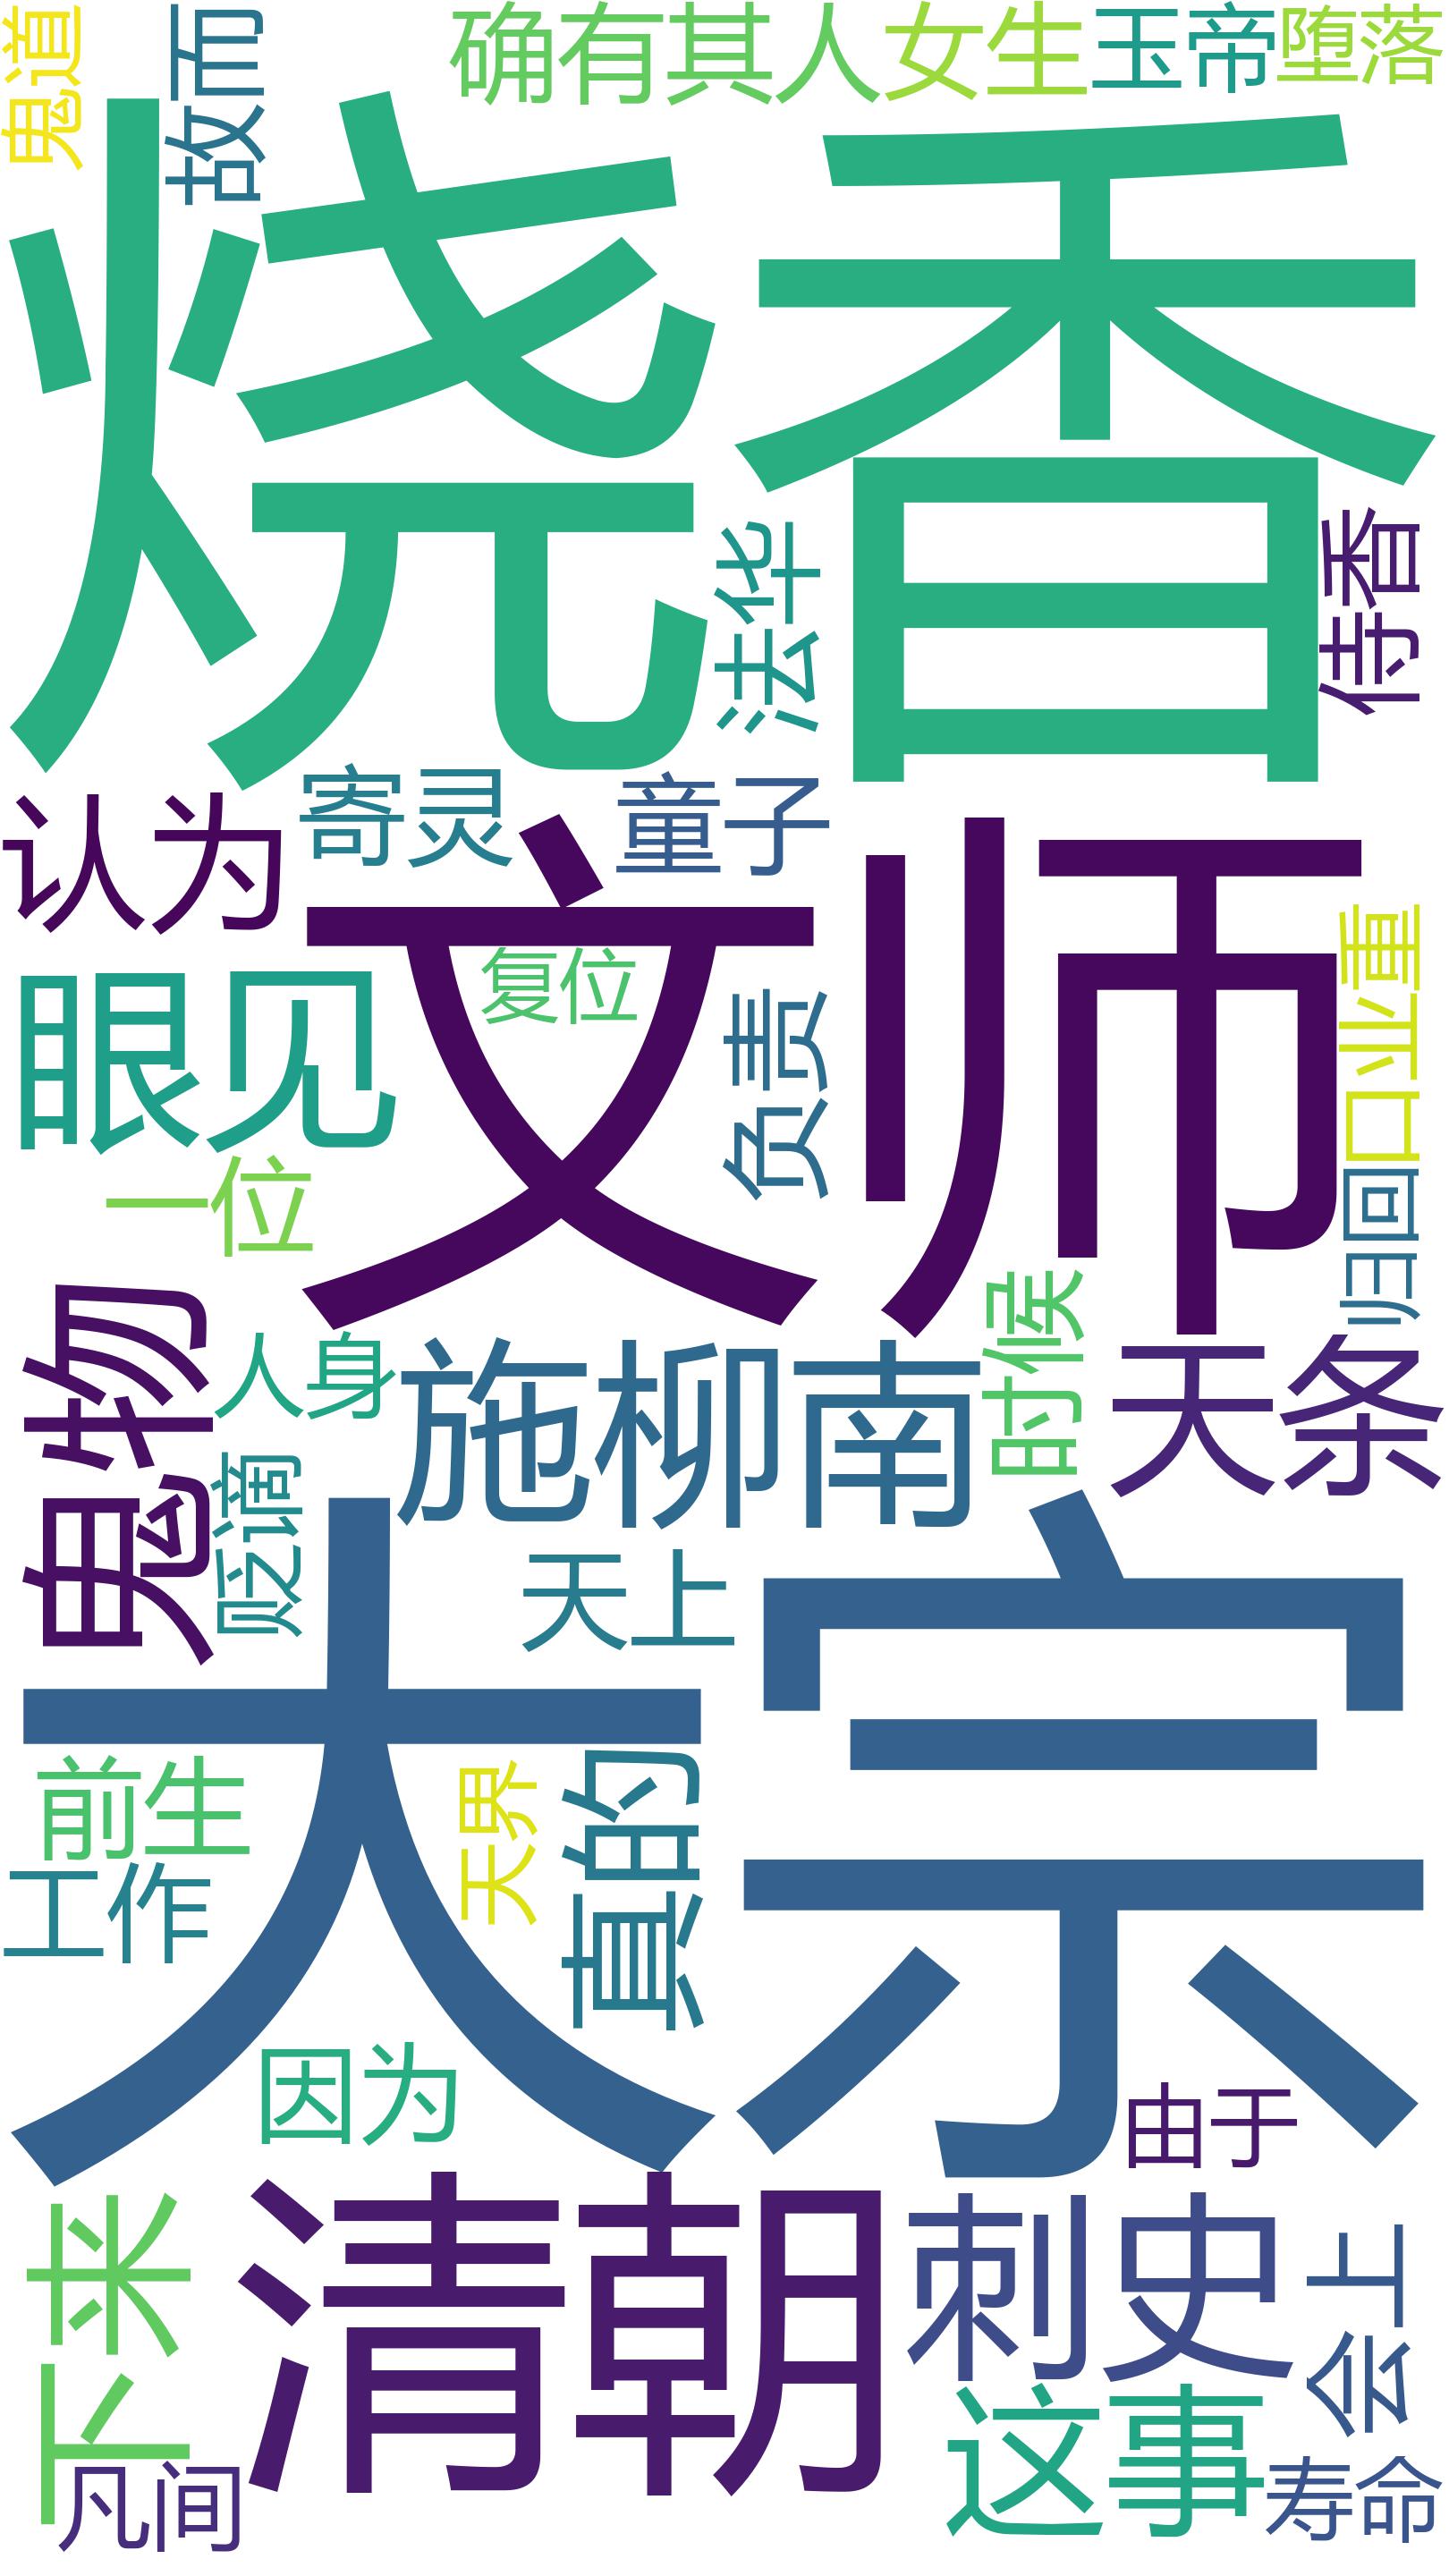 鬼道
故而
确有其人
女生
玉帝
堕落
烧香
法华
侍香
认为
寄灵
童子
文师
眼见
复位
负责
口业重
一位
归回
鬼物
人身
施柳南
时候
天条
贬谪
天上
大宗
前生
天界
真的
工作
因为
由于
下来
清朝
刺史
会上
这事
凡间
寿命